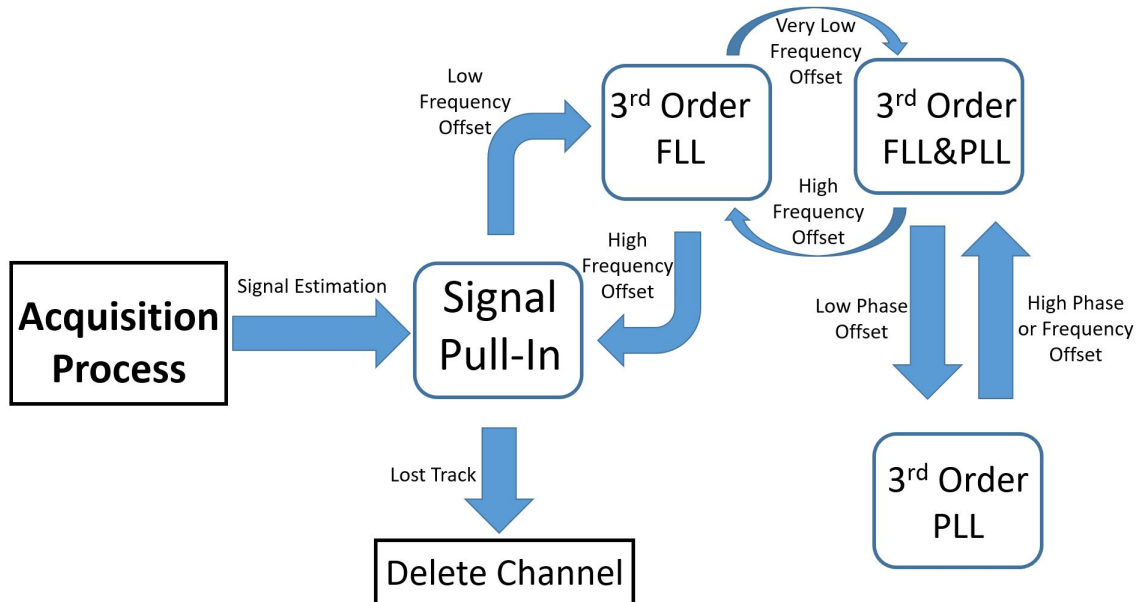 Very Low
Frequency
Offset
Low
Frequency
Offset
3rd Order
FLL
3rd Order
FLL&PLL
High
Frequency
Offset
High
Frequency
Offset
Signal Estimation
Acquisition
Process
Signal
Pull-In
Low Phase
Offset
High Phase
or Frequency
Offset
Lost Track
3rd Order
PLL
Delete Channel